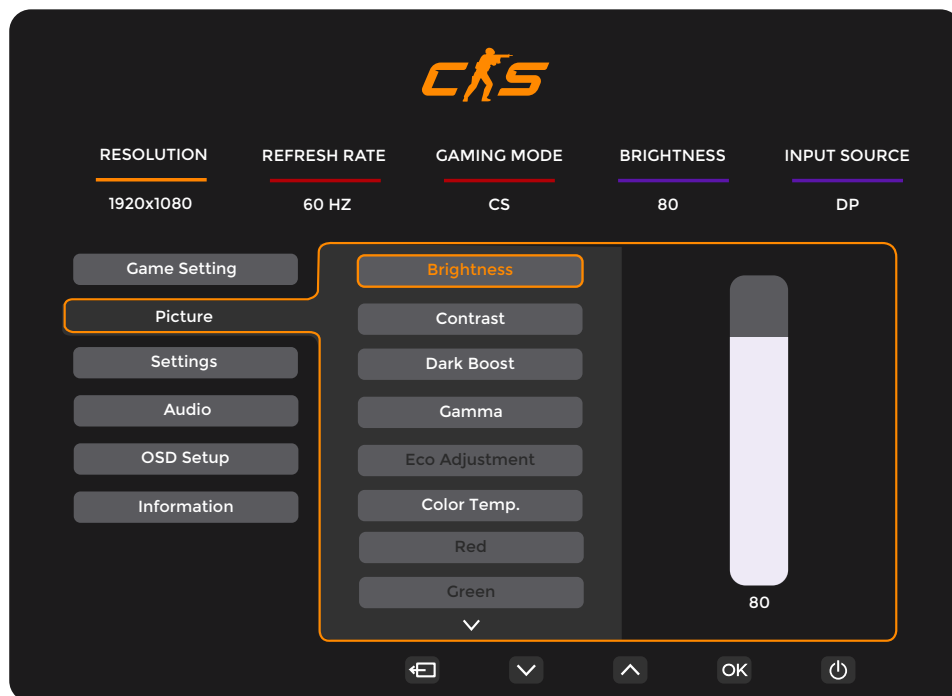 CS
RESOLUTION REFRESH RATE GAMING MODE BRIGHTNESS INPUT SOURCE
1920x1080 60 HZ CS 80 DP
Game Setting
Picture
Settings
Audio
OSD Setup
Information
Brightness
Contrast
Dark Boost
Gamma
Eco Adjustment
Color Temp.
Red
Green
80
OK